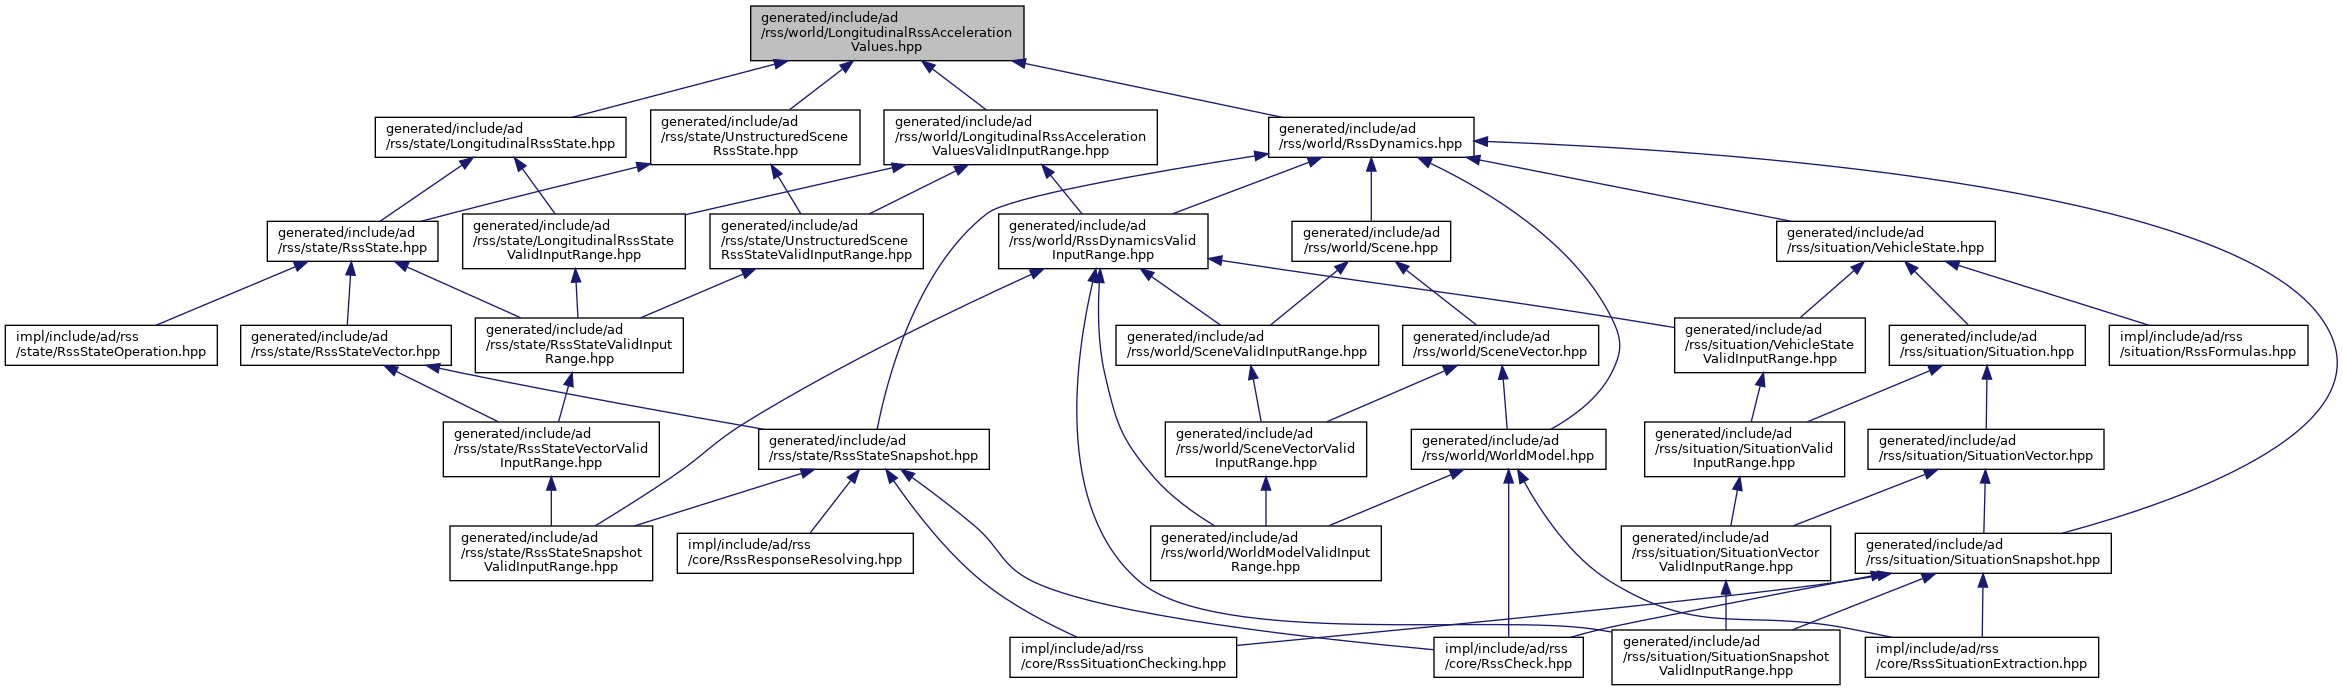 generated/include/ad
/rss/world/LongitudinalRssAcceleration
Values.hpp
generated/include/ad
/rss/state/LongitudinalRssState.hpp
generated/include/ad
/rss/state/UnstructuredScene
RssState.hpp
generated/include/ad
/rss/world/LongitudinalRssAcceleration
ValuesValidInputRange.hpp
generated/include/ad
/rss/world/RssDynamics.hpp
generated/include/ad
/rss/state/RssState.hpp
generated/include/ad
/rss/state/LongitudinalRssState
ValidInputRange.hpp
generated/include/ad
/rss/state/UnstructuredScene
RssStateValidInputRange.hpp
generated/include/ad
/rss/world/RssDynamicsValid
InputRange.hpp
generated/include/ad
/rss/world/Scene.hpp
generated/include/ad
/rss/situation/VehicleState.hpp
impl/include/ad/rss
/state/RssStateOperation.hpp
generated/include/ad
/rss/state/RssStateVector.hpp
generated/include/ad
/rss/state/RssStateValidInput
Range.hpp
generated/include/ad
/rss/world/SceneValidInputRange.hpp
generated/include/ad
/rss/world/SceneVector.hpp
generated/include/ad
/rss/situation/VehicleState
ValidInputRange.hpp
generated/include/ad
/rss/situation/Situation.hpp
impl/include/ad/rss
/situation/RssFormulas.hpp
generated/include/ad
/rss/state/RssStateVectorValid
InputRange.hpp
generated/include/ad
/rss/state/RssStateSnapshot.hpp
generated/include/ad
/rss/world/SceneVectorValid
InputRange.hpp
generated/include/ad
/rss/world/WorldModel.hpp
generated/include/ad
/rss/situation/SituationValid
InputRange.hpp
generated/include/ad
/rss/situation/SituationVector.hpp
generated/include/ad
/rss/state/RssStateSnapshot
ValidInputRange.hpp
impl/include/ad/rss
/core/RssResponseResolving.hpp
generated/include/ad
/rss/world/WorldModelValidInput
Range.hpp
generated/include/ad
/rss/situation/SituationVector
ValidInputRange.hpp
generated/include/ad
/rss/situation/SituationSnapshot.hpp
impl/include/ad/rss
/core/RssSituationChecking.hpp
impl/include/ad/rss
/core/RssCheck.hpp
generated/include/ad
/rss/situation/SituationSnapshot
ValidInputRange.hpp
impl/include/ad/rss
/core/RssSituationExtraction.hpp